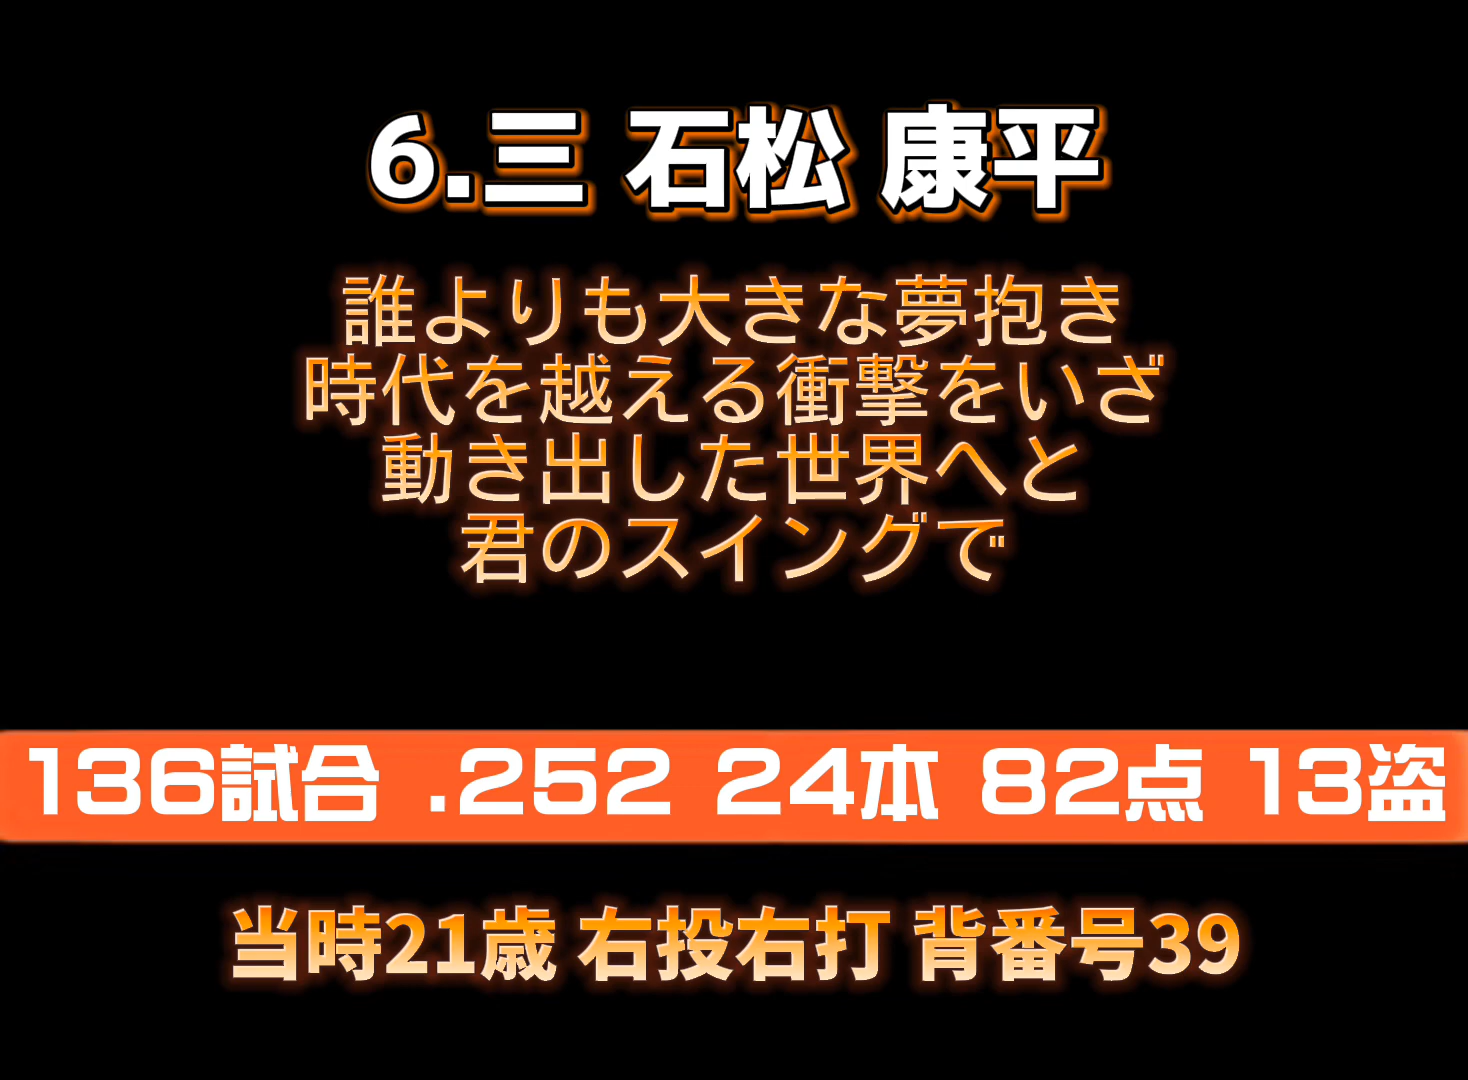 6.三 石松 康平
誰よりも大きな夢抱き
時代を越える衝撃をいざ
動き出した世界へと
君のスイングで
136試合 .252 24本 82点 13盗
当時21歳 右投右打 背番号39